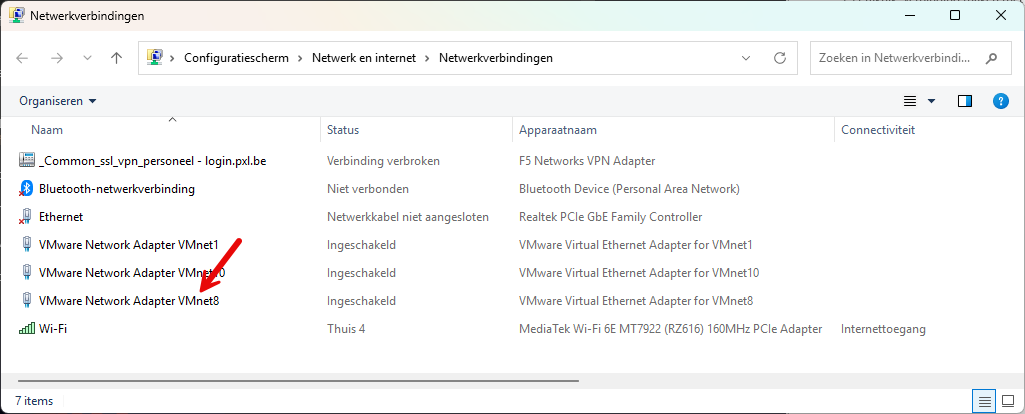 Netwerkverbindingen
Configuratiescherm > Netwerk en internet > Netwerkverbindingen
Zoeken in Netwerkverbindi...
Organiseren
Naam Status Apparaatnaam Connectiviteit
_Common_ssl_vpn_personeel - login.pxl.be Verbinding verbroken F5 Networks VPN Adapter
Bluetooth-netwerkverbinding Niet verbonden Bluetooth Device (Personal Area Network)
Ethernet Netwerkkabel niet aangesloten Realtek PCIe GbE Family Controller
VMware Network Adapter VMnet1 Ingeschakeld VMware Virtual Ethernet Adapter for VMnet1
VMware Network Adapter VMnet10 Ingeschakeld VMware Virtual Ethernet Adapter for VMnet10
VMware Network Adapter VMnet8 Ingeschakeld VMware Virtual Ethernet Adapter for VMnet8
Wi-Fi Thuis 4 MediaTek Wi-Fi 6E MT7922 (RZ616) 160MHz PCIe Adapter Internettoegang
7 items